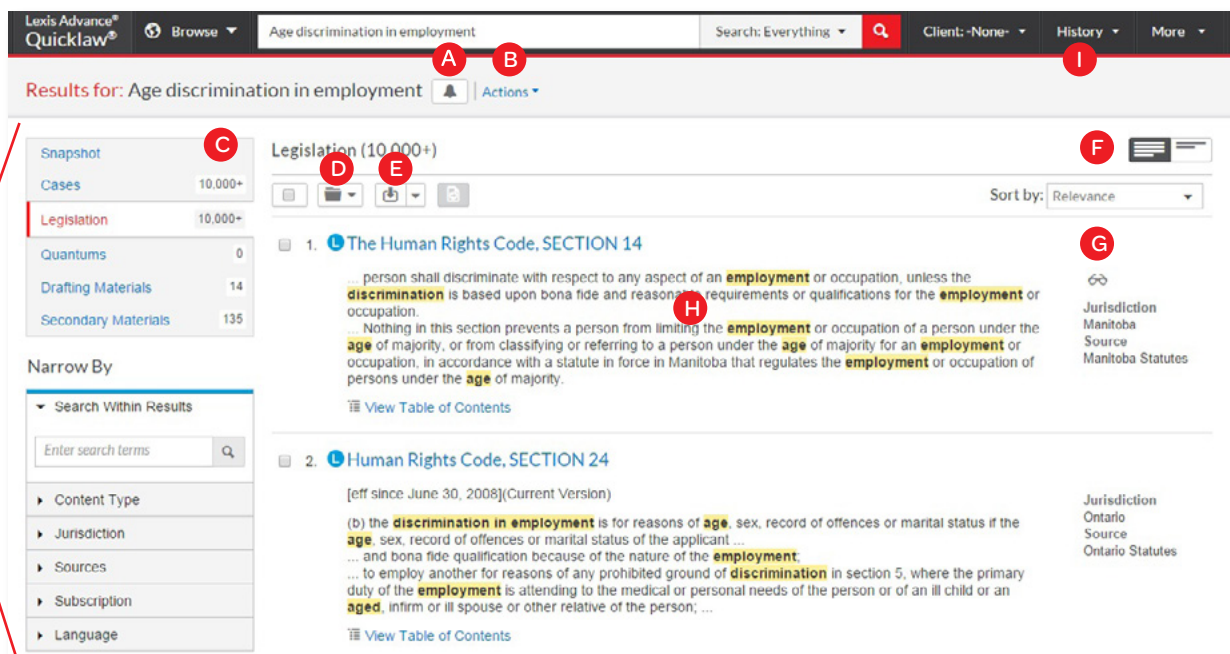 Lexis Advance®
Quicklaw®
Browse
Age discrimination in employment
Search: Everything
Client: -None-
History
More
A
B
I
Results for: Age discrimination in employment
Actions
C
Snapshot
Cases 10,000+
Legislation 10,000+
Quantums 0
Drafting Materials 14
Secondary Materials 135
Narrow By
Search Within Results
Enter search terms
Content Type
Jurisdiction
Sources
Subscription
Language
Legislation (10,000+)
F
D
E
Sort by: Relevance
1. L The Human Rights Code, SECTION 14
G
... person shall discriminate with respect to any aspect of an employment or occupation, unless the
discrimination is based upon bona fide and reasonable requirements or qualifications for the employment or
occupation.
H
... Nothing in this section prevents a person from limiting the employment or occupation of a person under the
age of majority, or from classifying or referring to a person under the age of majority for an employment or
occupation, in accordance with a statute in force in Manitoba that regulates the employment or occupation of
persons under the age of majority.
View Table of Contents
Jurisdiction
Manitoba
Source
Manitoba Statutes
2. L Human Rights Code, SECTION 24
[eff since June 30, 2008](Current Version)
(b) the discrimination in employment is for reasons of age, sex, record of offences or marital status if the
age, sex, record of offences or marital status of the applicant ...
... and bona fide qualification because of the nature of the employment;
... to employ another for reasons of any prohibited ground of discrimination in section 5, where the primary
duty of the employment is attending to the medical or personal needs of the person or of an ill child or an
aged, infirm or ill spouse or other relative of the person; ...
View Table of Contents
Jurisdiction
Ontario
Source
Ontario Statutes